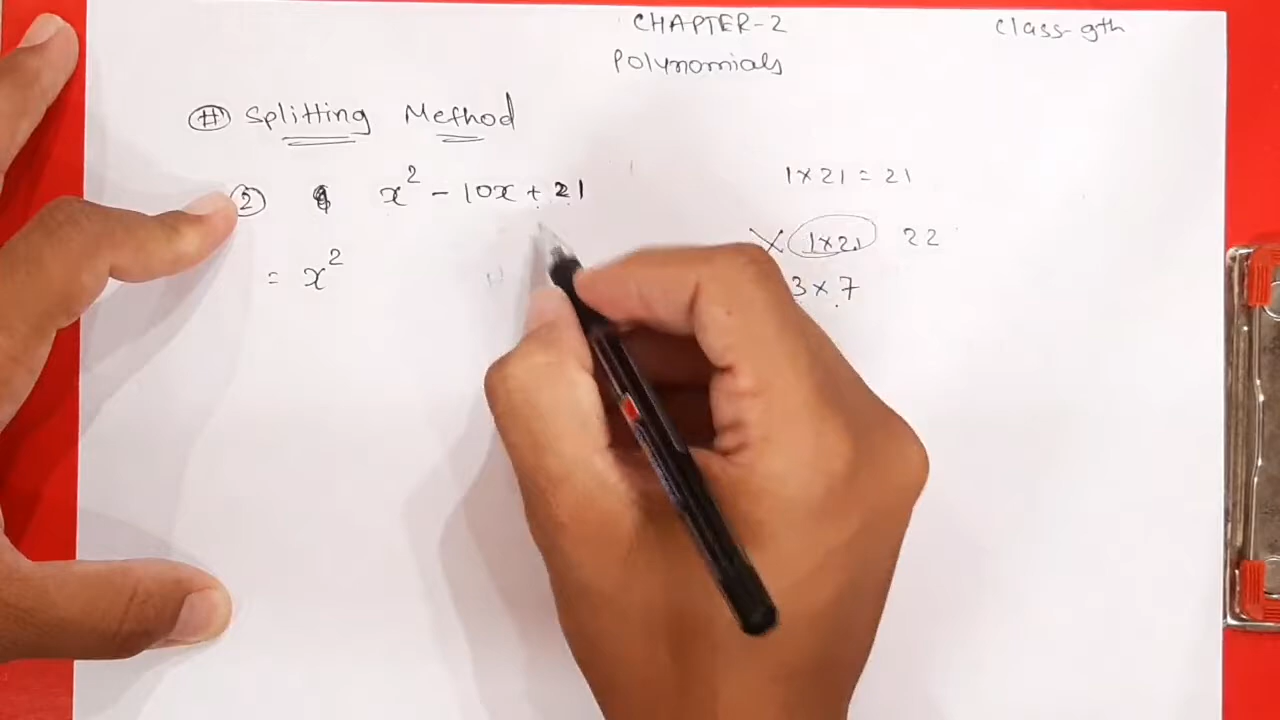 CHAPTER-2
Class-9th
Polynomials
# Splitting Method
② x² - 10x + 21
1 x 21 = 21
= x²
1 x 21 22
3 x 7